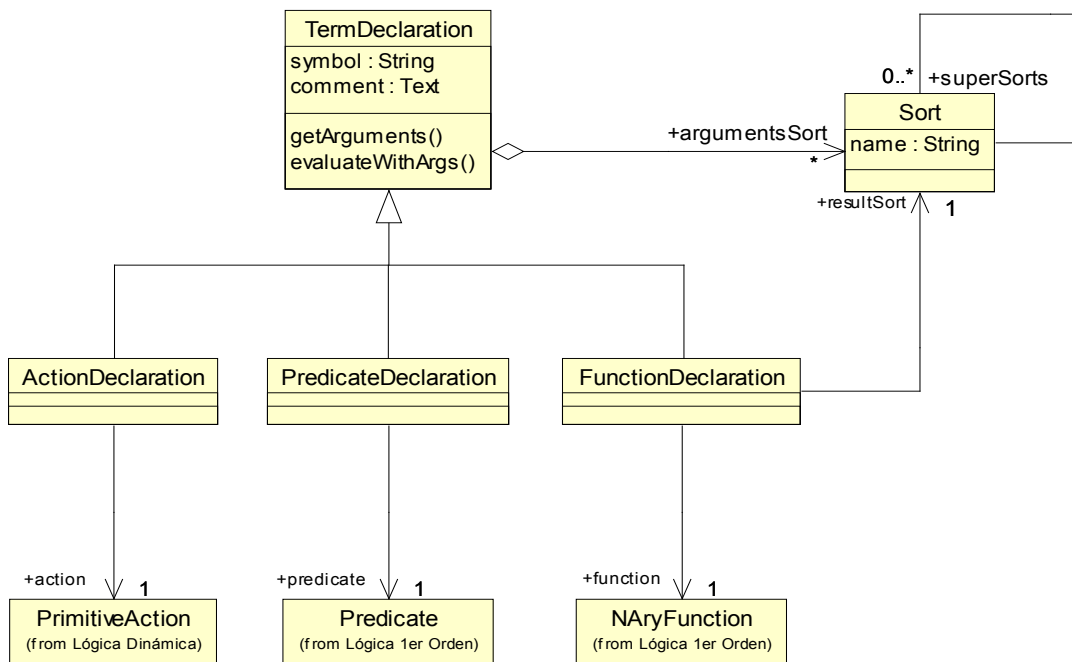 TermDeclaration
symbol : String
comment : Text
getArguments()
evaluateWithArgs()
+argumentsSort
*
0..*
+superSorts
Sort
name : String
+resultSort
1
ActionDeclaration
PredicateDeclaration
FunctionDeclaration
+action
1
+predicate
1
+function
1
PrimitiveAction
(from Lógica Dinámica)
Predicate
(from Lógica 1er Orden)
NAryFunction
(from Lógica 1er Orden)